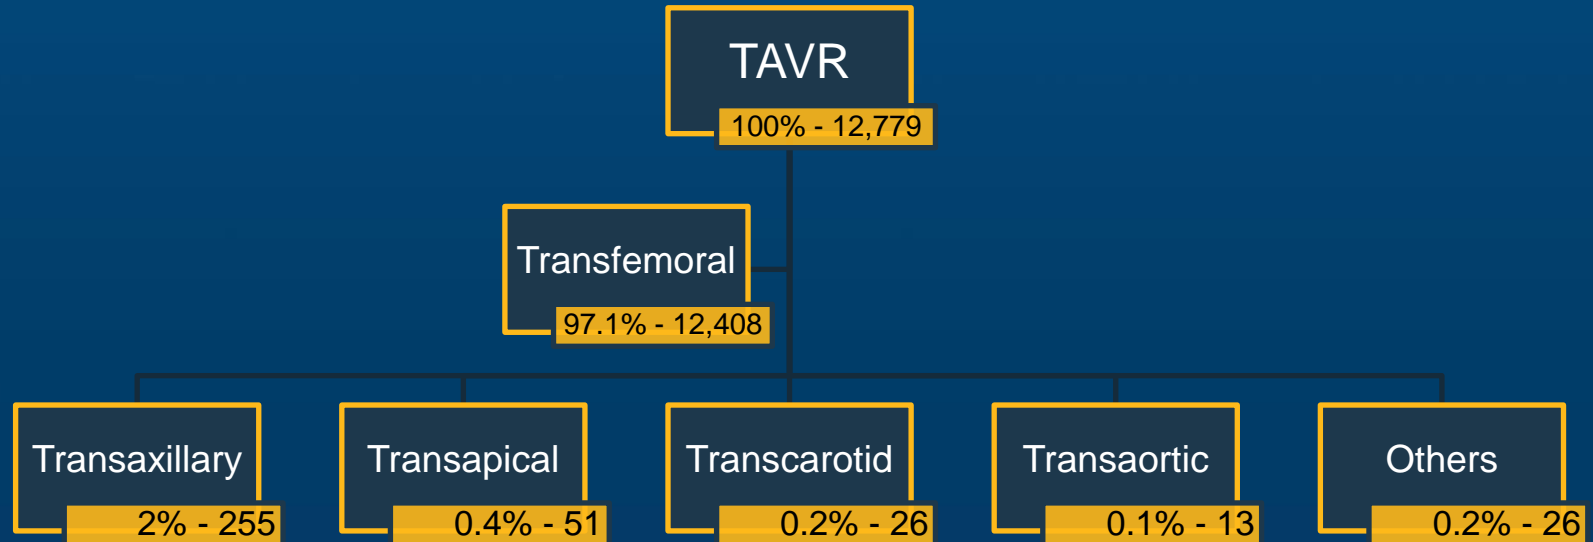 TAVR
100% - 12,779
Transfemoral
97.1% - 12,408
Transaxillary
2% - 255
Transapical
0.4% - 51
Transcarotid
0.2% - 26
Transaortic
0.1% - 13
Others
0.2% - 26